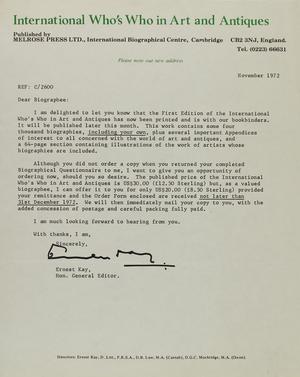 International Who's Who in Art and Antiques
Published by
MELROSE PRESS LTD., International Biographical Centre, Cambridge CB2 3NJ, England.
Tel. (0223) 66631
Please note our new address
November 1972
REF: C/2600
Dear Biographee:
I am delighted to let you know that the First Edition of the International
Who's Who in Art and Antiques has now been printed and is with our bookbinders.
It will be published later this month. This work contains some four
thousand biographies, including your own, plus several important Appendices
of interest to all concerned with the world of art and antiques, and
a 64-page section containing illustrations of the work of artists whose
biographies are included.
Although you did not order a copy when you returned your completed
Biographical Questionnaire to me, I want to give you an opportunity of
ordering one, should you so desire. The published price of the International
Who's Who in Art and Antiques is US$30.00 (£12.50 Sterling) but, as a valued
biographee, I can offer it to you for only US$20.00 (£8.50 Sterling) provided
your remittance and the Order Form enclosed are received not later than
31st December 1972. We will then immediately mail your copy to you, with the
added concession of postage and careful packing fully paid.
I am much looking forward to hearing from you.
With thanks, I am,
Sincerely,
Ernest Kay
Ernest Kay,
Hon. General Editor.
Directors: Ernest Kay, D. Litt., F.R.S.A., D.B. Law, M.A. (Cantab), D.G.C. Mackridge, M.A. (Oxon).